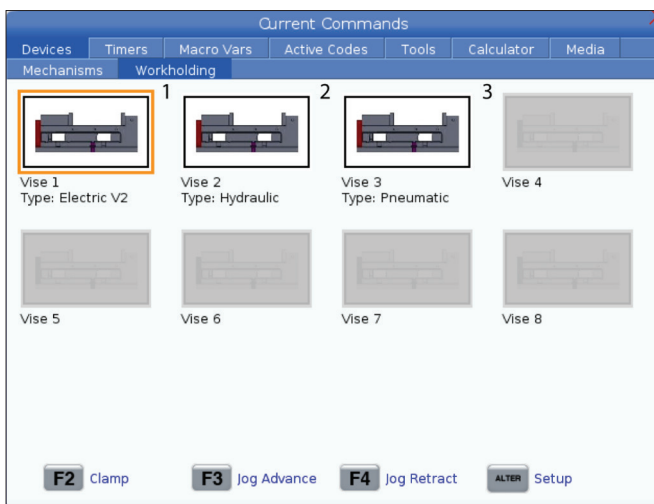 Current Commands
Devices Timers Macro Vars Active Codes Tools Calculator Media
Mechanisms Workholding
1 2 3
Vise 1 Vise 2 Vise 3 Vise 4
Type: Electric V2 Type: Hydraulic Type: Pneumatic
Vise 5 Vise 6 Vise 7 Vise 8
F2 Clamp F3 Jog Advance F4 Jog Retract ALTER Setup